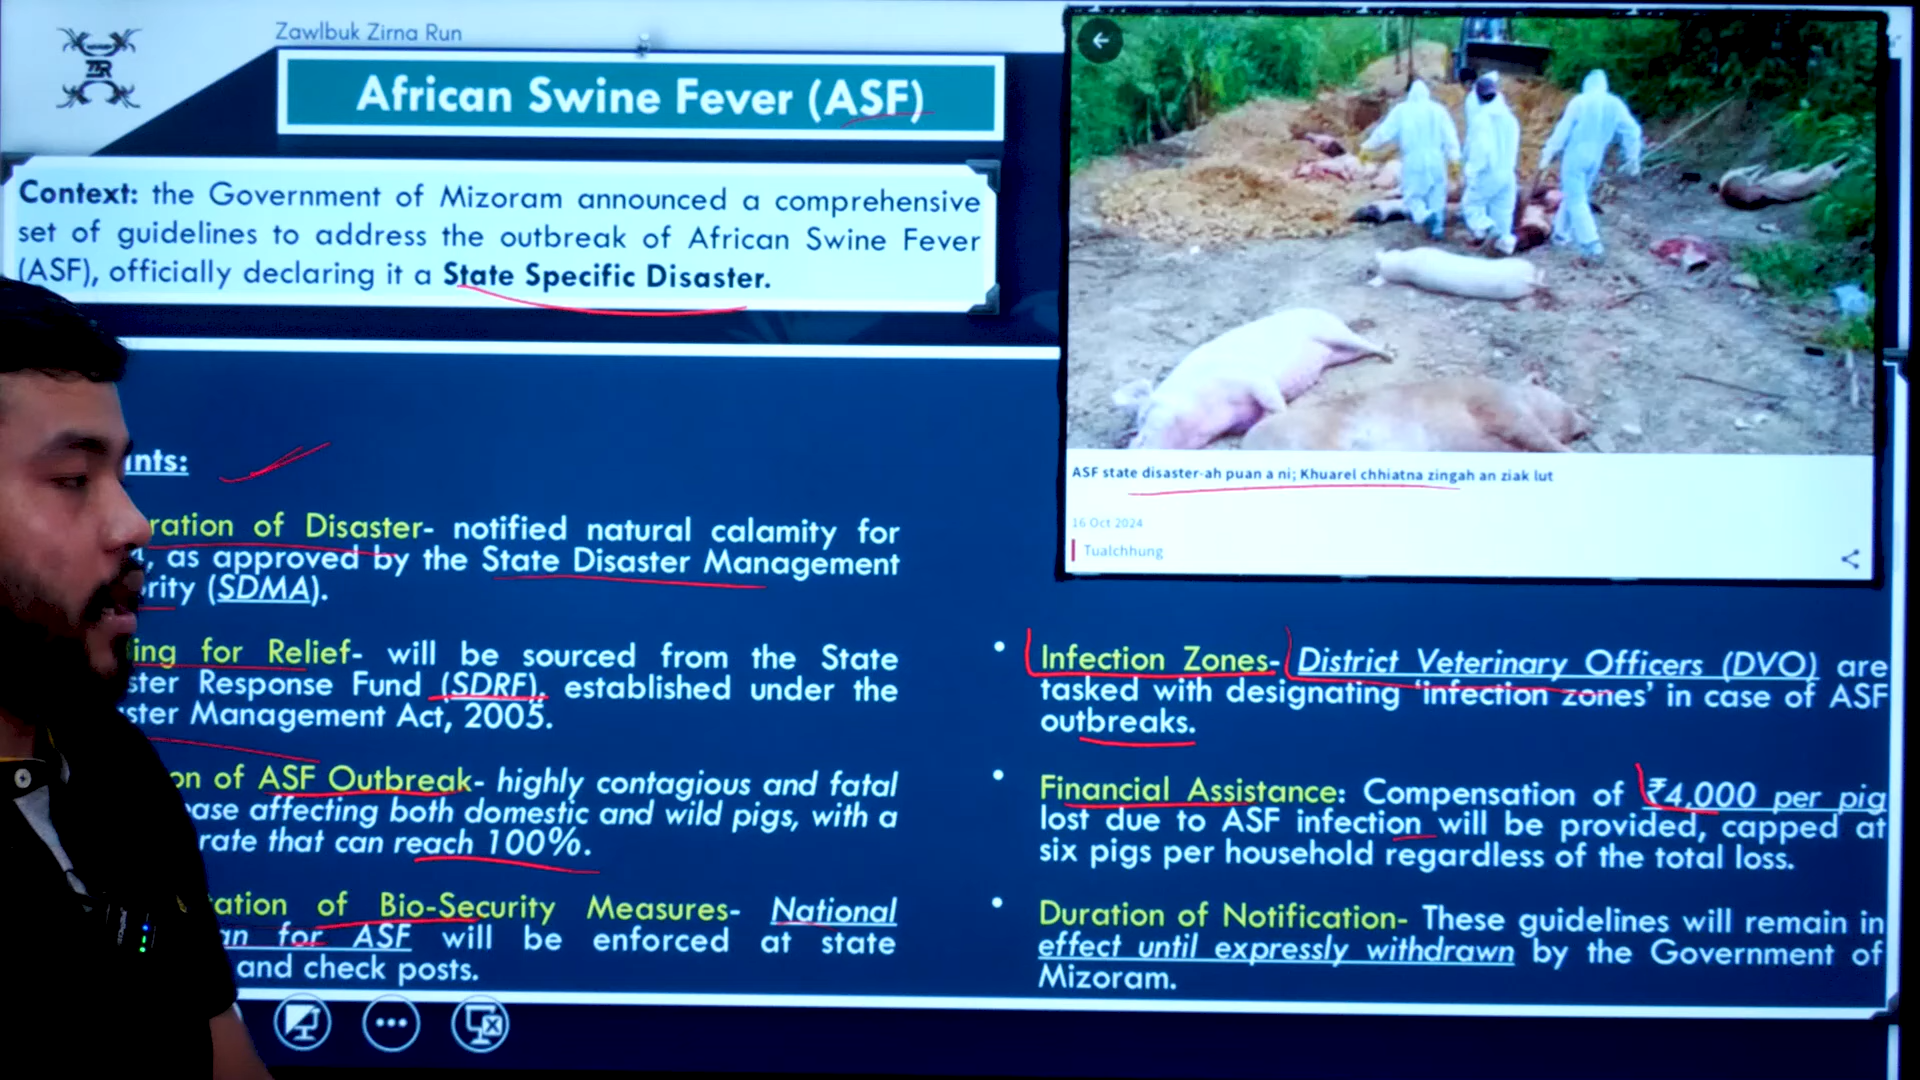 Zawlbuk Zirna Run
African Swine Fever (ASF)
Context: the Government of Mizoram announced a comprehensive
set of guidelines to address the outbreak of African Swine Fever
(ASF), officially declaring it a State Specific Disaster.
ASF state disaster-ah puan a ni; Khuarel chhiatna zingah an ziak lut
16 Oct 2024
Tualchhung
nts:
ration of Disaster- notified natural calamity for
, as approved by the State Disaster Management
rity (SDMA).
ing for Relief- will be sourced from the State
ster Response Fund (SDRF), established under the
ster Management Act, 2005.
on of ASF Outbreak- highly contagious and fatal
ase affecting both domestic and wild pigs, with a
rate that can reach 100%.
ation of Bio-Security Measures- National
an for ASF will be enforced at state
and check posts.
• Infection Zones- District Veterinary Officers (DVO) are
tasked with designating 'infection zones' in case of ASF
outbreaks.
• Financial Assistance: Compensation of ₹4,000 per pig
lost due to ASF infection will be provided, capped at
six pigs per household regardless of the total loss.
• Duration of Notification- These guidelines will remain in
effect until expressly withdrawn by the Government of
Mizoram.